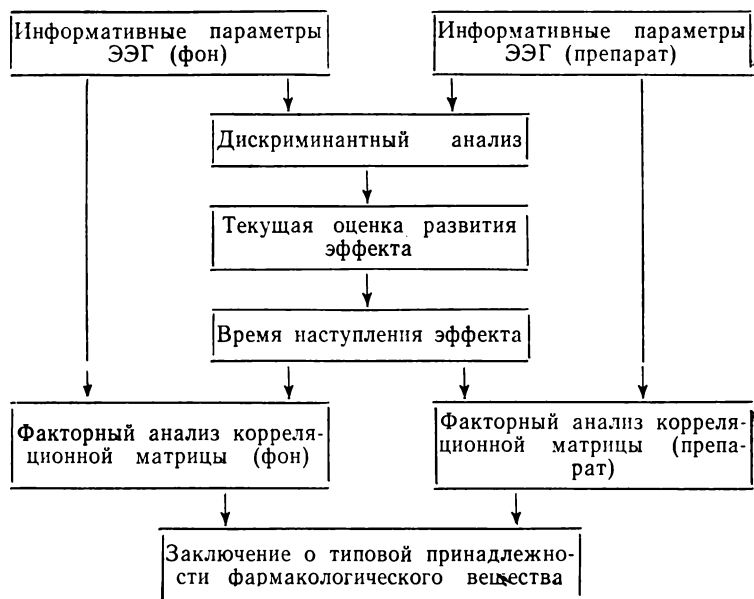 Информативные параметры
ЭЭГ (фон)
Информативные параметры
ЭЭГ (препарат)
Дискриминантный анализ
Текущая оценка развития
эффекта
Время наступления эффекта
Факторный анализ корреля-
ционной матрицы (фон)
Факторный анализ корреля-
ционной матрицы (препа-
рат)
Заключение о типовой принадлежно-
сти фармакологического вещества